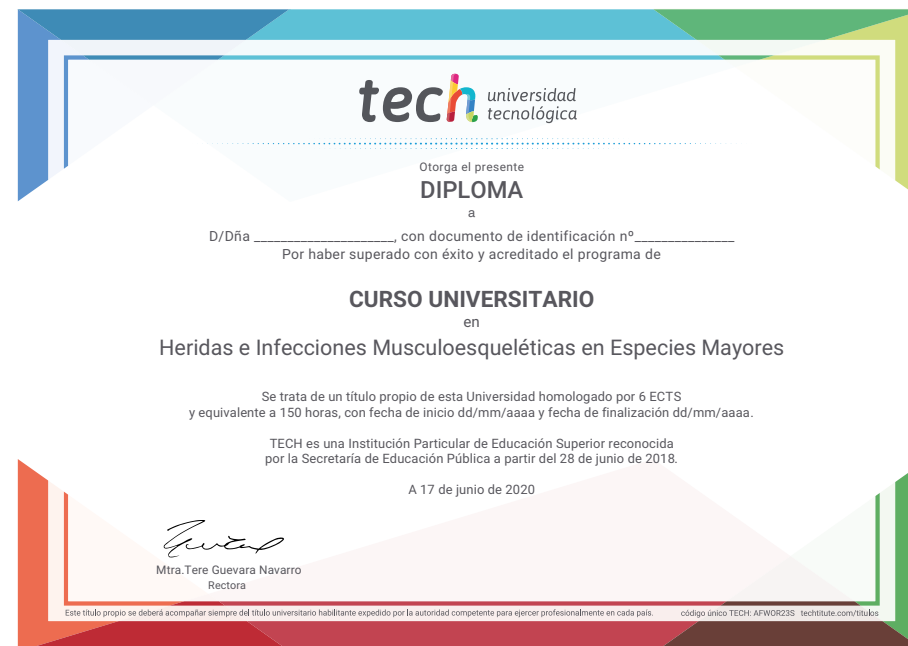 tech universidad
tecnológica
Otorga el presente
DIPLOMA
a
D/Dña _____________________, con documento de identificación nº_______________
Por haber superado con éxito y acreditado el programa de
CURSO UNIVERSITARIO
en
Heridas e Infecciones Musculoesqueléticas en Especies Mayores
Se trata de un título propio de esta Universidad homologado por 6 ECTS
y equivalente a 150 horas, con fecha de inicio dd/mm/aaaa y fecha de finalización dd/mm/aaaa.
TECH es una Institución Particular de Educación Superior reconocida
por la Secretaría de Educación Pública a partir del 28 de junio de 2018.
A 17 de junio de 2020
Mtra.Tere Guevara Navarro
Rectora
Este título propio se deberá acompañar siempre del título universitario habilitante expedido por la autoridad competente para ejercer profesionalmente en cada país. código único TECH: AFWOR23S techtitute.com/titulos